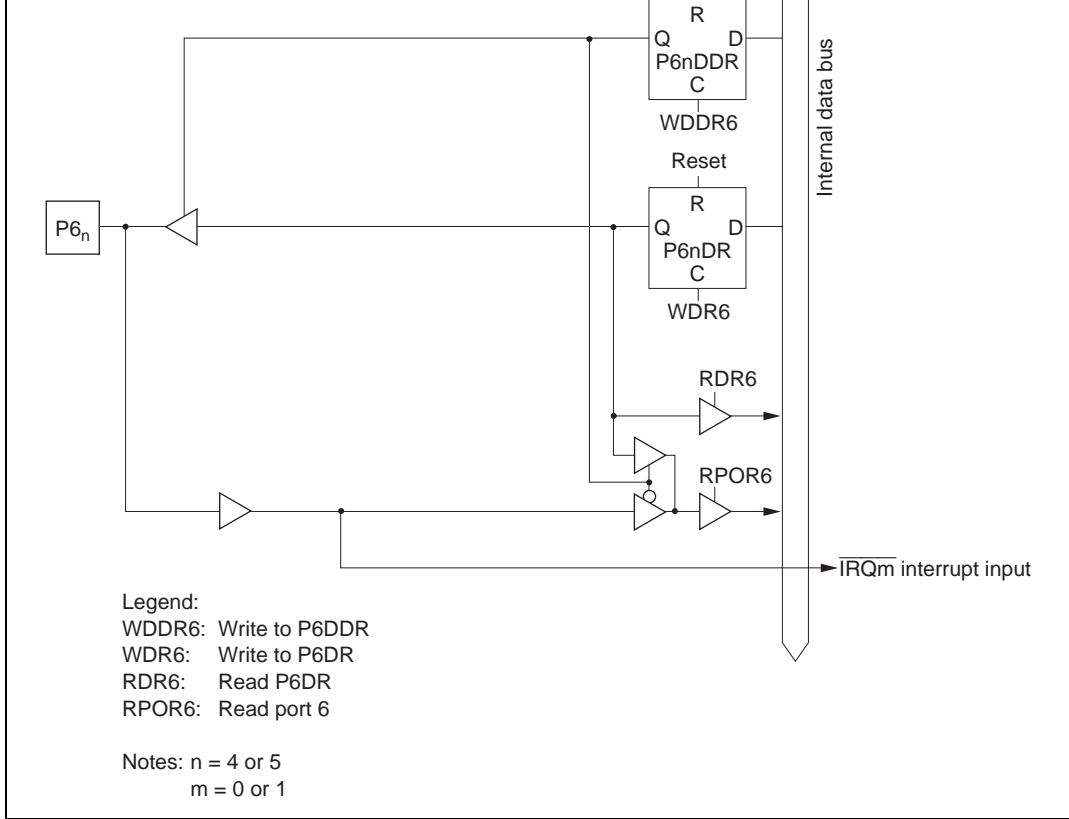 R
Q D
P6nDDR
C
WDDR6
Internal data bus
Reset
R
P6n
Q D
P6nDR
C
WDR6
RDR6
RPOR6
IRQm interrupt input
Legend:
WDDR6: Write to P6DDR
WDR6: Write to P6DR
RDR6: Read P6DR
RPOR6: Read port 6
Notes: n = 4 or 5
m = 0 or 1